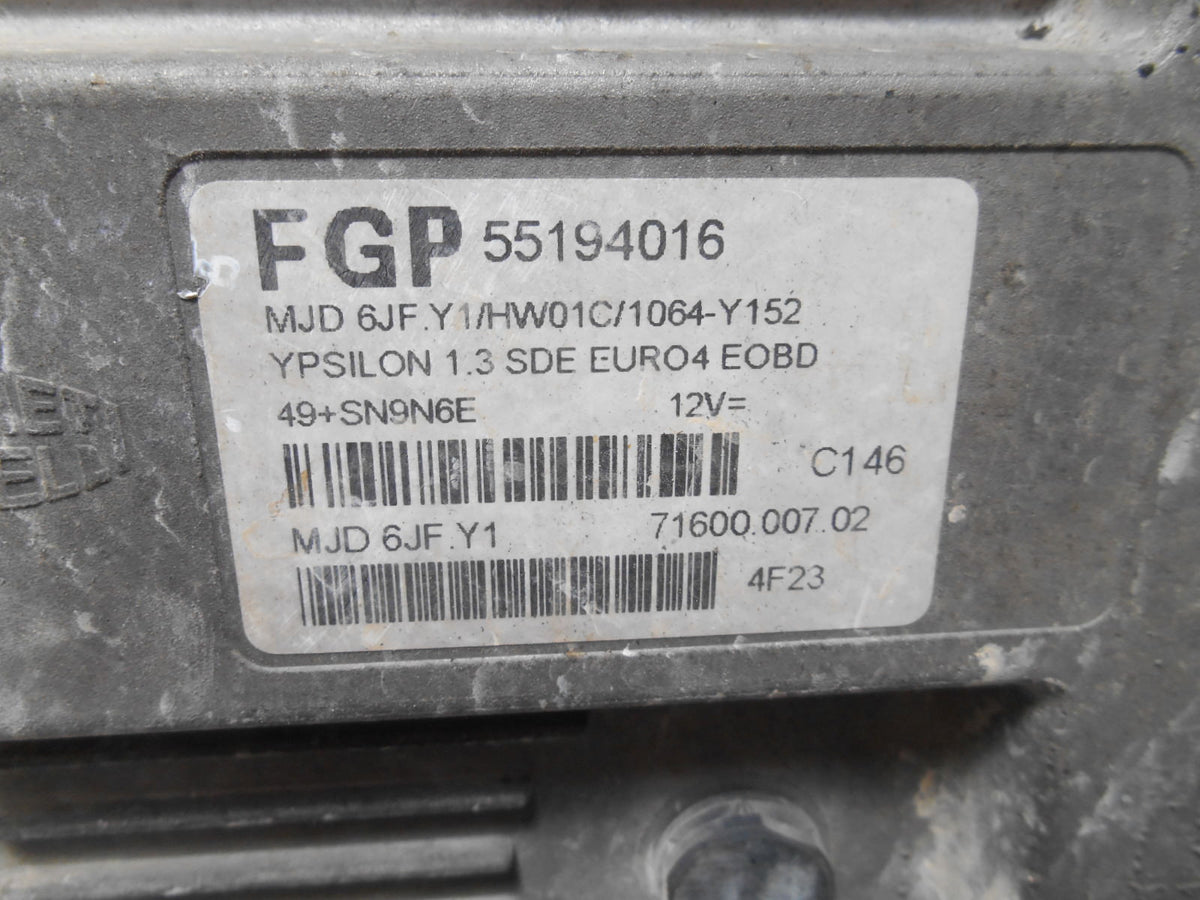 FGP 55194016
MJD 6JF.Y1/HW01C/1064-Y152
YPSILON 1.3 SDE EURO4 EOBD
49+SN9N6E 12V=
C146
MJD 6JF.Y1 71600.007.02
4F23